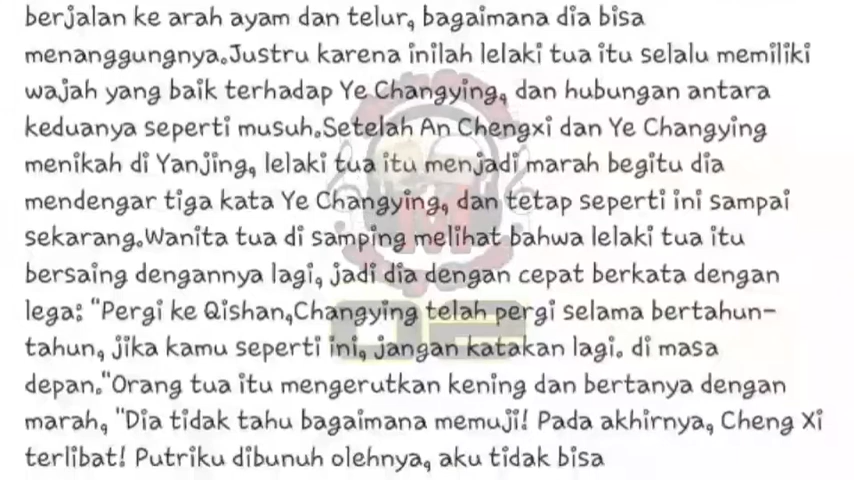 berjalan ke arah ayam dan telur, bagaimana dia bisa
menanggungnya.Justru karena inilah lelaki tua itu selalu memiliki
wajah yang baik terhadap Ye Changying, dan hubungan antara
keduanya seperti musuh.Setelah An Chengxi dan Ye Changying
menikah di Yanjing, lelaki tua itu menjadi marah begitu dia
mendengar tiga kata Ye Changying, dan tetap seperti ini sampai
sekarang.Wanita tua di samping melihat bahwa lelaki tua itu
bersaing dengannya lagi, jadi dia dengan cepat berkata dengan
lega: "Pergi ke Qishan,Changying telah pergi selama bertahun-
tahun, jika kamu seperti ini, jangan katakan lagi. di masa
depan."Orang tua itu mengerutkan kening dan bertanya dengan
marah, "Dia tidak tahu bagaimana memuji! Pada akhirnya, Cheng Xi
terlibat! Putriku dibunuh olehnya, aku tidak bisa